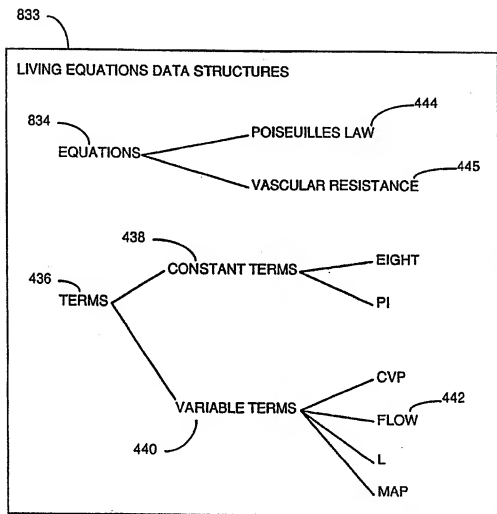 833
LIVING EQUATIONS DATA STRUCTURES
444
834
POISEUILLES LAW
EQUATIONS
445
VASCULAR RESISTANCE
438
EIGHT
436
CONSTANT TERMS
TERMS
PI
CVP
442
VARIABLE TERMS
FLOW
440
L
MAP